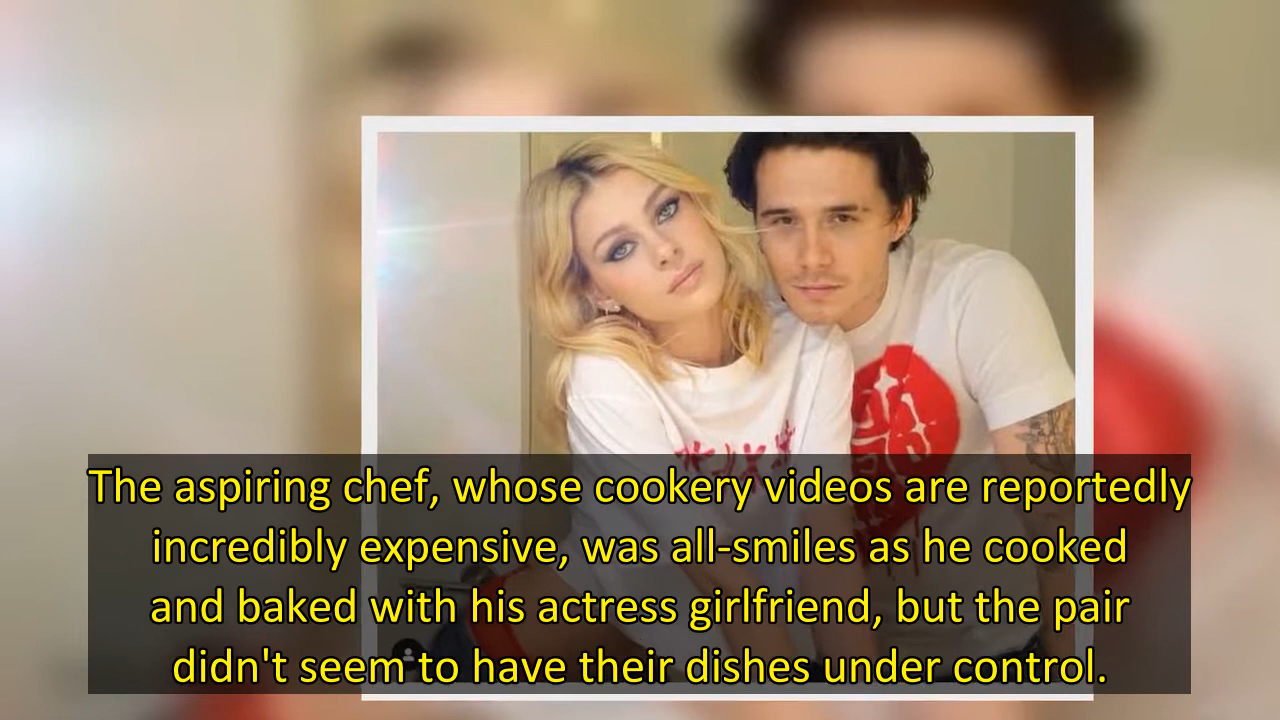 The aspiring chef, whose cookery videos are reportedly
incredibly expensive, was all-smiles as he cooked
and baked with his actress girlfriend, but the pair
didn't seem to have their dishes under control.